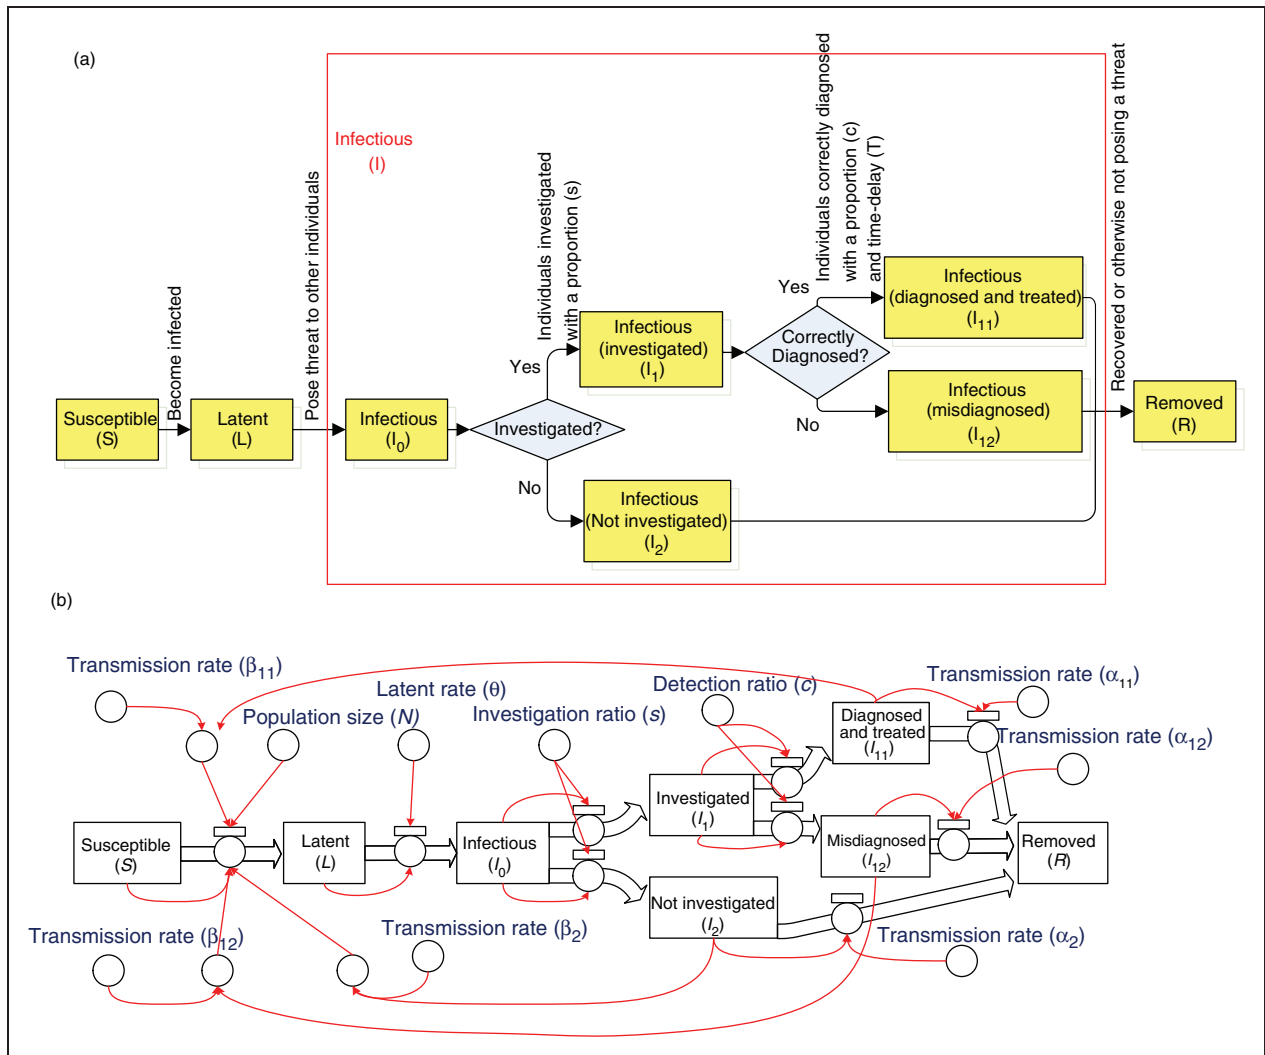 (a)
Infectious
(I)
Become infected
Pose threat to other individuals
Individuals investigated
with a proportion (s)
Individuals correctly diagnosed
with a proportion (c)
and time-delay (T)
Recovered or otherwise not posing a threat
Susceptible
(S)
Latent
(L)
Infectious
(I0)
Investigated?
Yes
No
Infectious
(investigated)
(I1)
Infectious
(Not investigated)
(I2)
Correctly
Diagnosed?
Yes
No
Infectious
(diagnosed and treated)
(I11)
Infectious
(misdiagnosed)
(I12)
Removed
(R)
(b)
Transmission rate (β11)
Population size (N)
Latent rate (θ)
Investigation ratio (s)
Detection ratio (c)
Transmission rate (α11)
Transmission rate (α12)
Diagnosed
and treated
(I11)
Investigated
(I1)
Susceptible
(S)
Latent
(L)
Infectious
(I0)
Misdiagnosed
(I12)
Removed
(R)
Not investigated
(I2)
Transmission rate (β12)
Transmission rate (β2)
Transmission rate (α2)